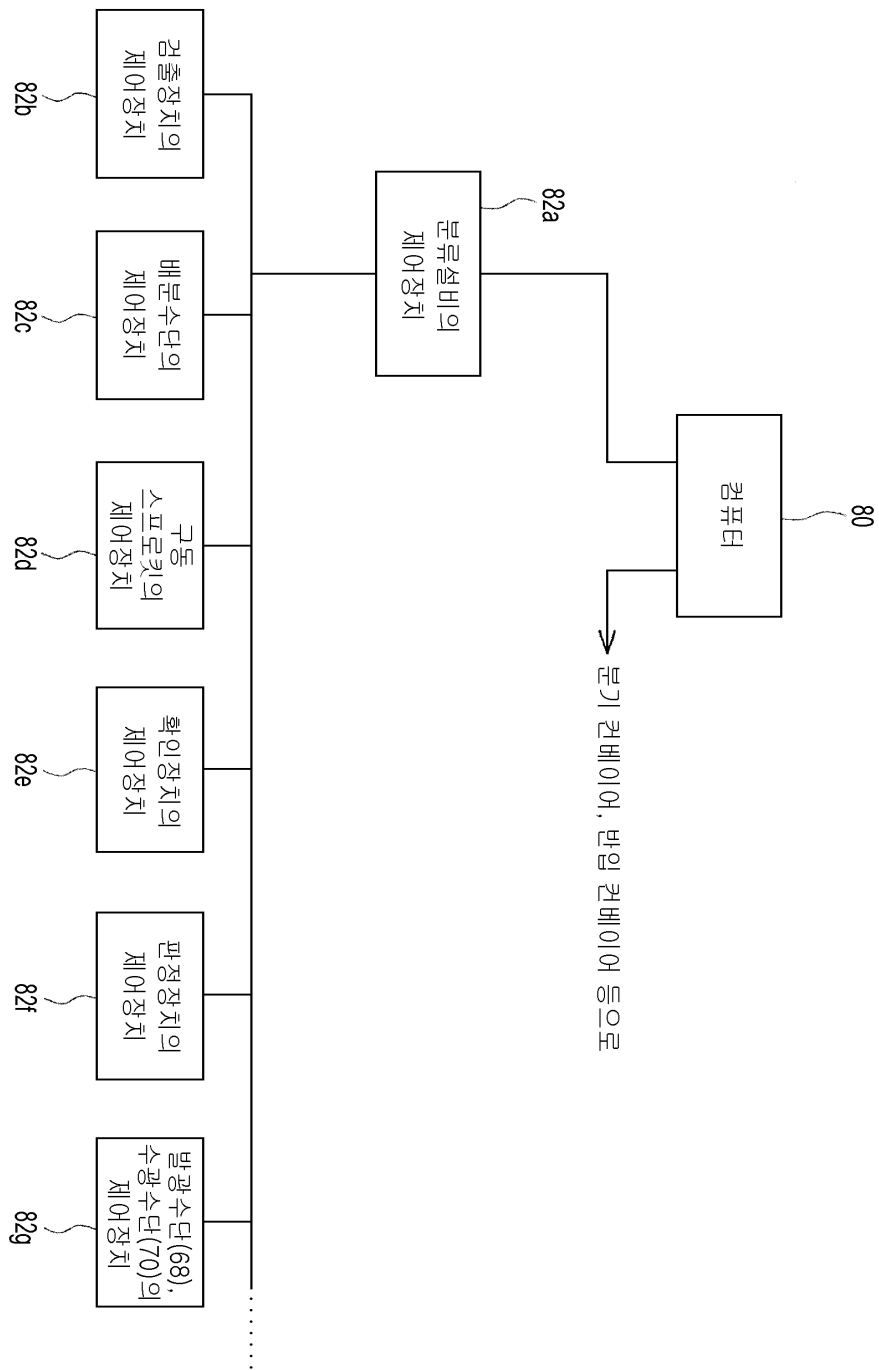 80
컴퓨터
82a
분류설비의
제어장치
분기 컨베이어, 반입 컨베이어 등으로
검출장치의
제어장치
82b
배분수단의
제어장치
82c
구동
스프로킷의
제어장치
82d
확인장치의
제어장치
82e
판정장치의
제어장치
82f
발광수단(68),
수광수단(70)의
제어장치
82g